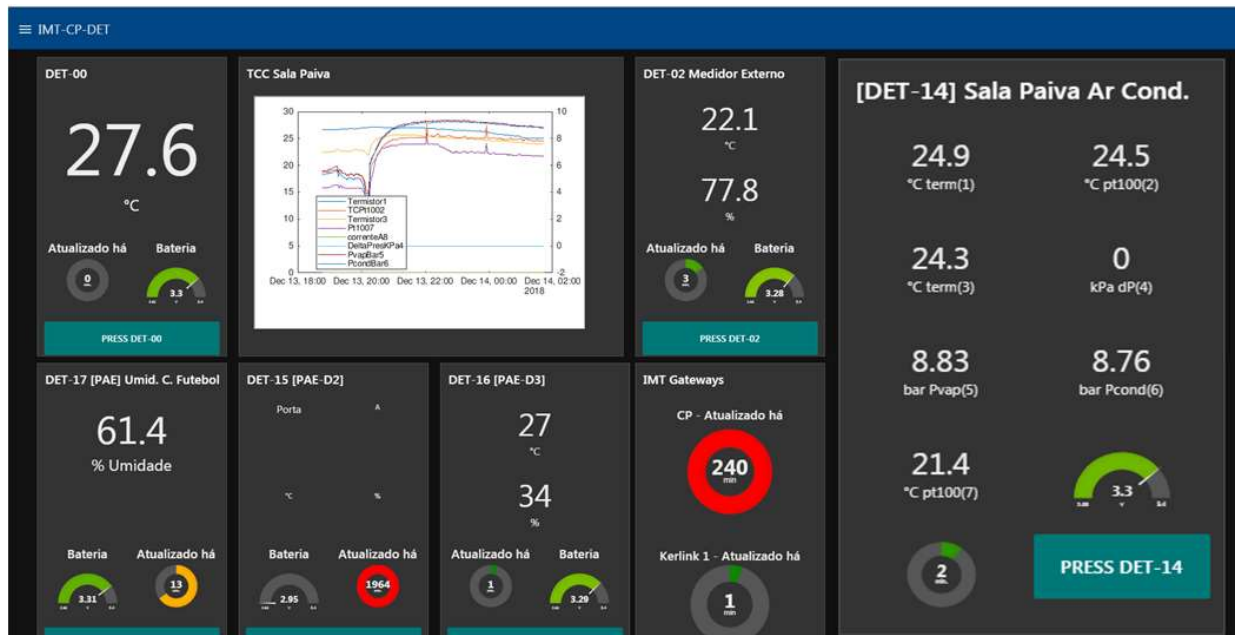 ≡ IMT-CP-DET
DET-00
27.6
°C
Atualizado há Bateria
0
3.3
PRESS DET-00
TCC Sala Paiva
30
25
20
15
10
5
0
10
8
6
4
2
0
-2
Termistor1
TCPt1002
Termistor3
Pt1007
correnteA8
DeltaPresKPa4
PvapBar5
PcondBar6
Dec 13, 18:00 Dec 13, 20:00 Dec 13, 22:00 Dec 14, 00:00 Dec 14, 02:00
2018
DET-02 Medidor Externo
22.1
°C
77.8
%
Atualizado há Bateria
3
3.28
PRESS DET-02
[DET-14] Sala Paiva Ar Cond.
24.9 24.5
°C term(1) °C pt100(2)
24.3 0
°C term(3) kPa dP(4)
8.83 8.76
bar Pvap(5) bar Pcond(6)
21.4
°C pt100(7)
3.3
V
2
PRESS DET-14
DET-17 [PAE] Umid. C. Futebol
61.4
% Umidade
Bateria Atualizado há
3.31
13
DET-15 [PAE-D2]
Porta A
°C %
Bateria Atualizado há
2.95
1964
DET-16 [PAE-D3]
27
°C
34
%
Atualizado há Bateria
1
3.29
IMT Gateways
CP - Atualizado há
240
min
Kerlink 1 - Atualizado há
1
min